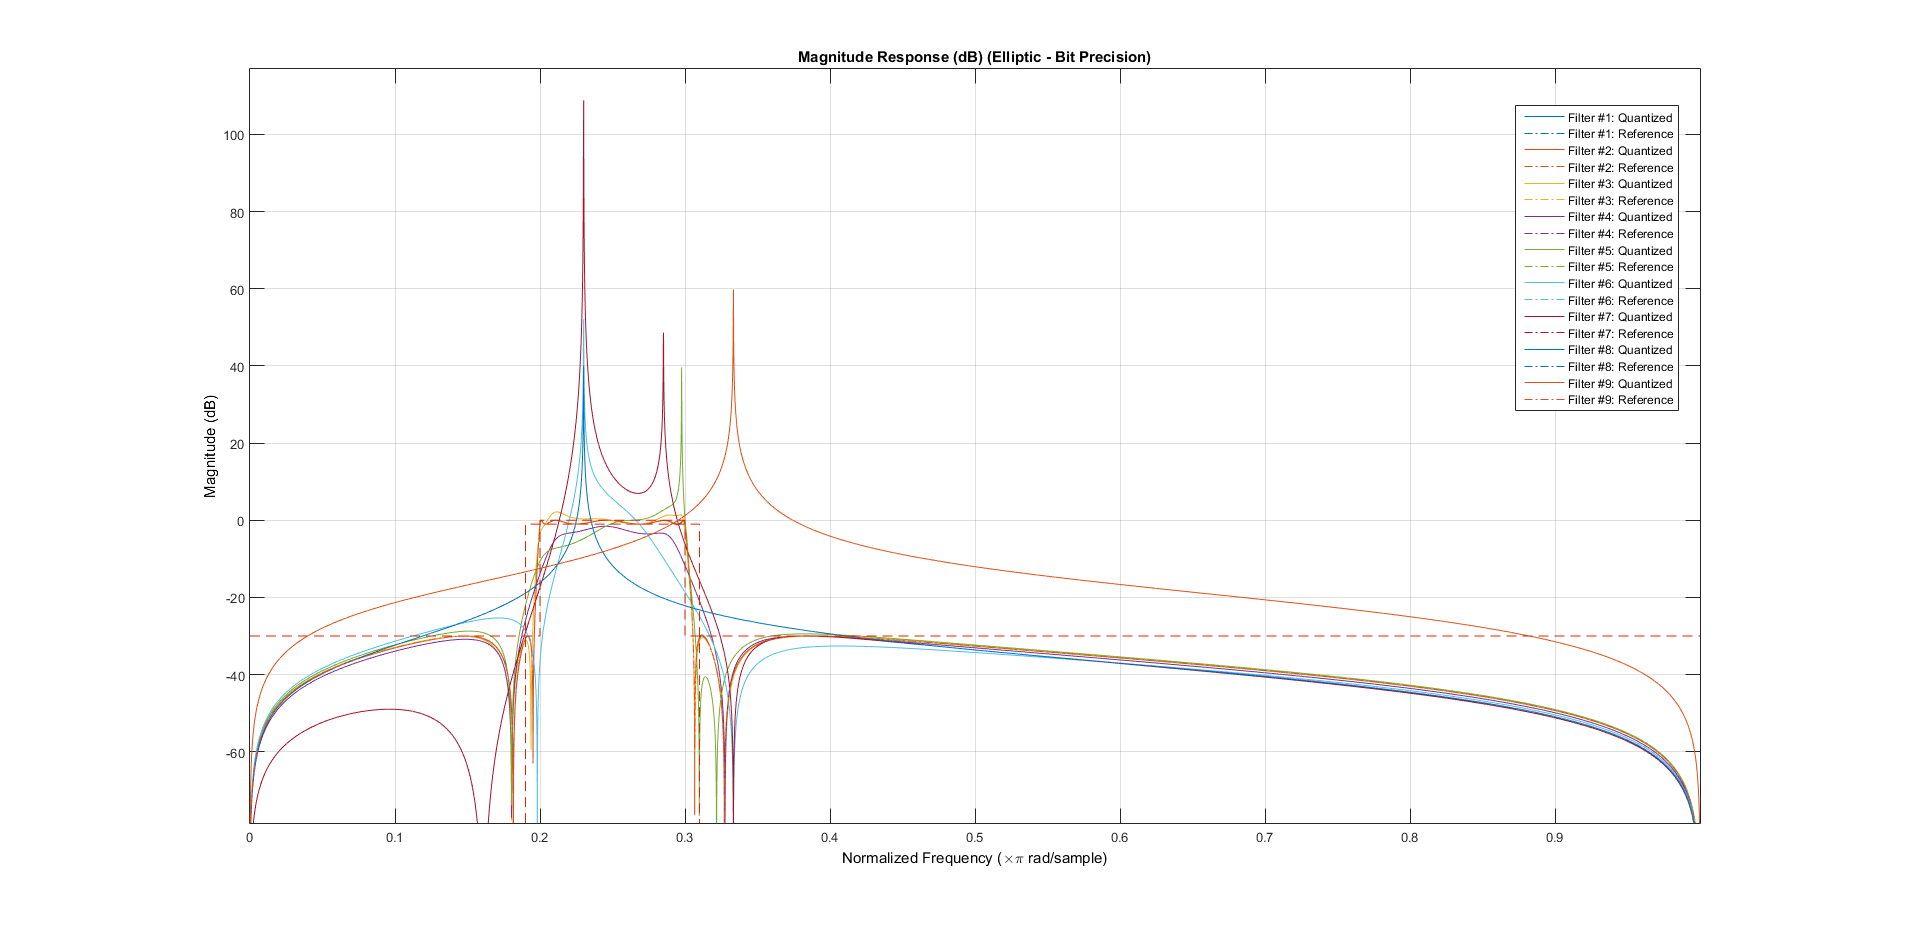 Magnitude Response (dB) (Elliptic - Bit Precision)
Filter #1: Quantized
Filter #1: Reference
Filter #2: Quantized
Filter #2: Reference
Filter #3: Quantized
Filter #3: Reference
Filter #4: Quantized
Filter #4: Reference
Filter #5: Quantized
Filter #5: Reference
Filter #6: Quantized
Filter #6: Reference
Filter #7: Quantized
Filter #7: Reference
Filter #8: Quantized
Filter #8: Reference
Filter #9: Quantized
Filter #9: Reference
100
80
60
40
20
0
-20
-40
-60
Magnitude (dB)
0 0.1 0.2 0.3 0.4 0.5 0.6 0.7 0.8 0.9
Normalized Frequency (×π rad/sample)